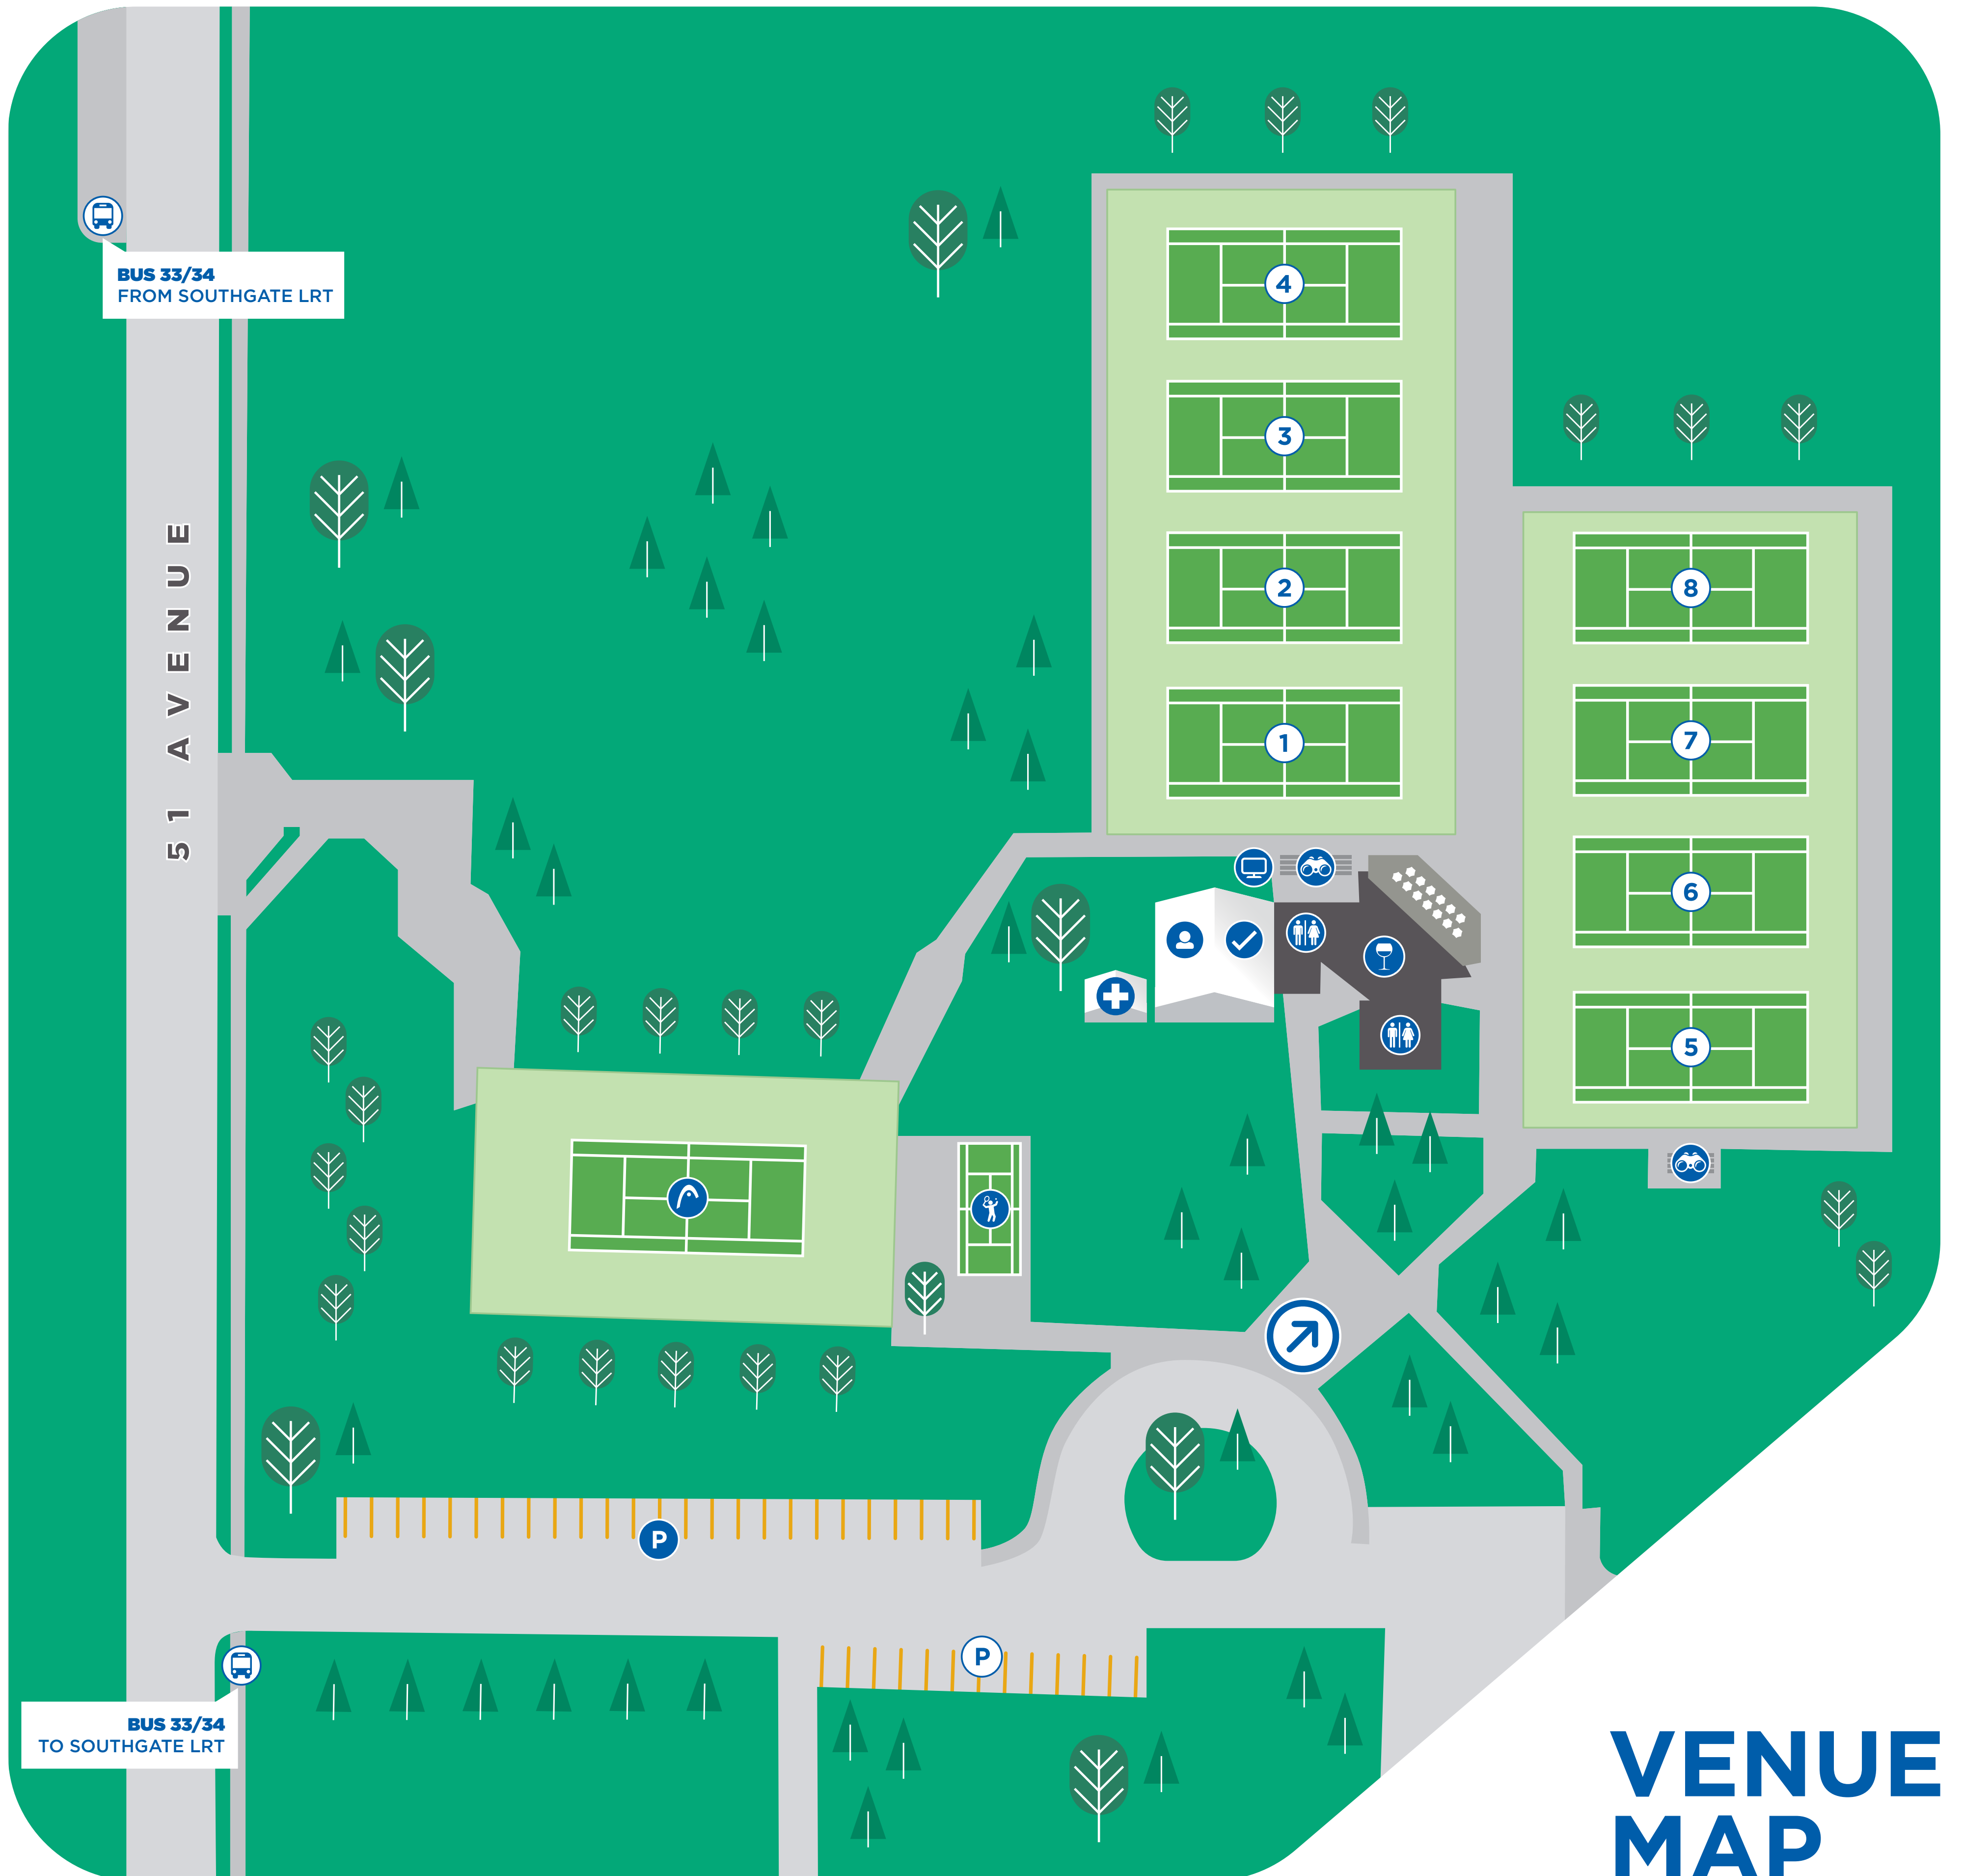 BUS 33/34
FROM SOUTHGATE LRT
4
3
2
1
8
7
6
5
51 AVENUE
P
P
BUS 33/34
TO SOUTHGATE LRT
VENUE
MAP